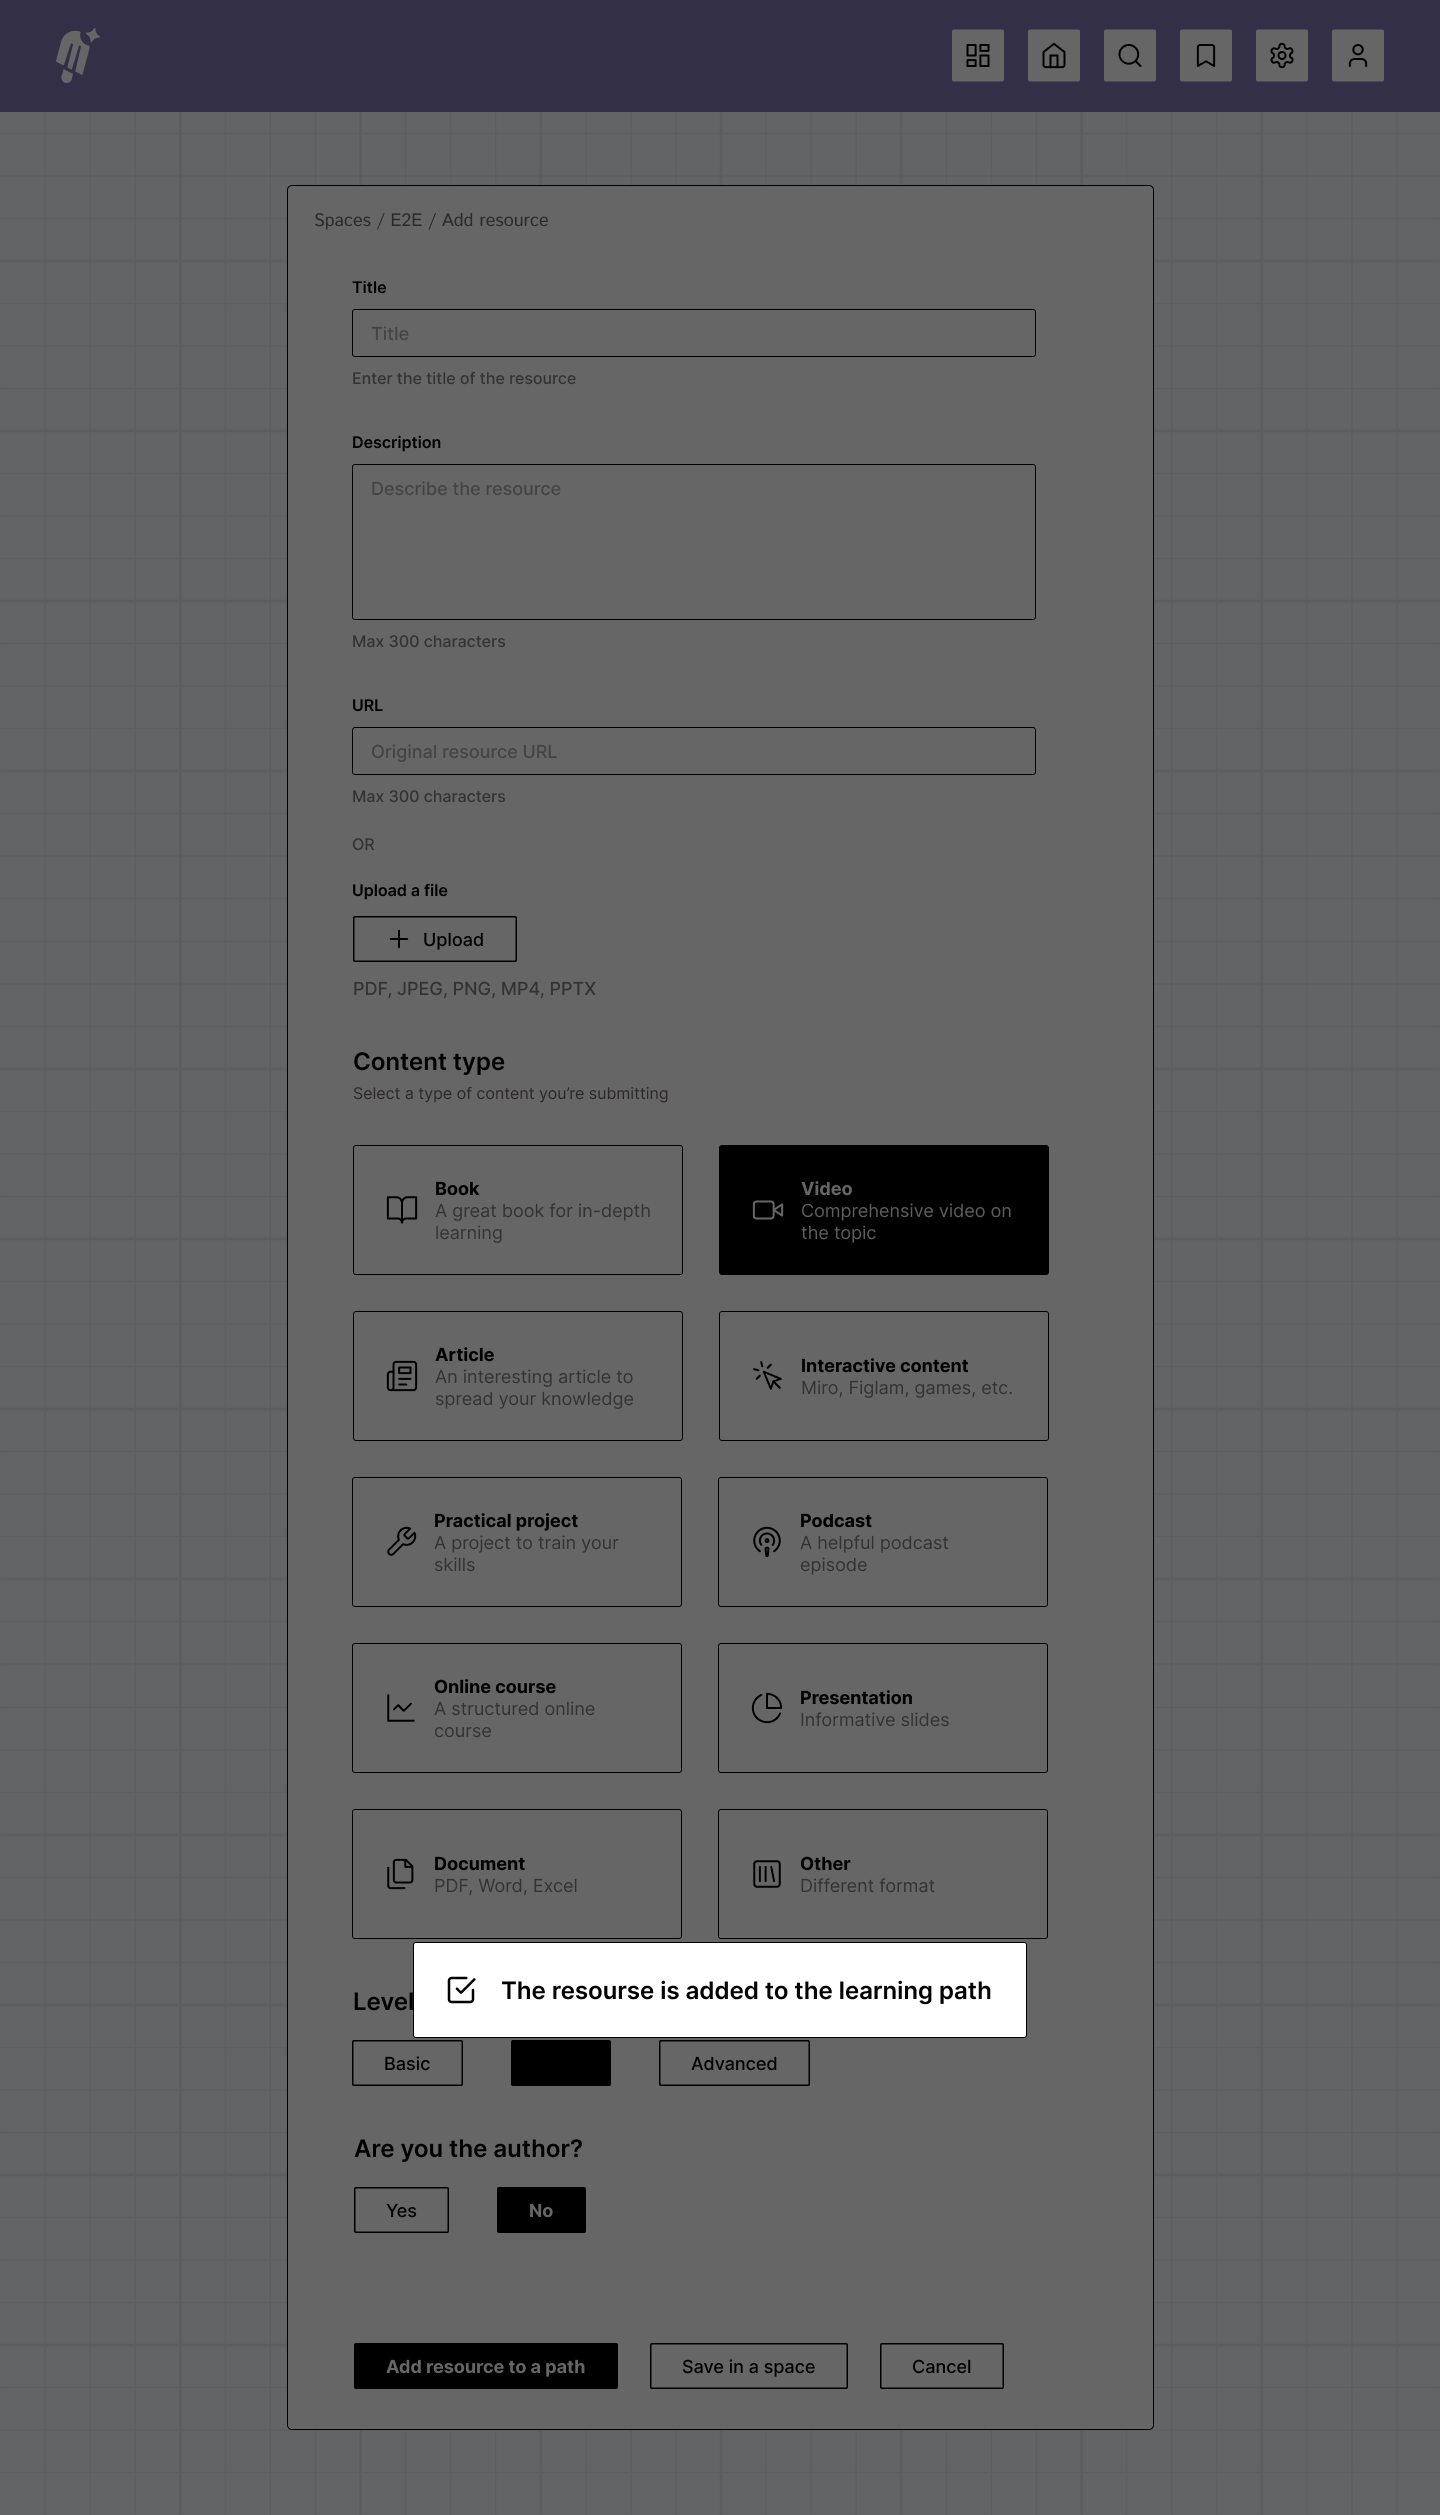 Spaces / E2E / Add resource
Title
Title
Enter the title of the resource
Description
Describe the resource
Max 300 characters
URL
Original resource URL
Max 300 characters
OR
Upload a file
Upload
PDF, JPEG, PNG, MP4, PPTX
Content type
Select a type of content you’re submitting
Book
A great book for in-depth
learning
Video
Comprehensive video on
the topic
Article
An interesting article to
spread your knowledge
Interactive content
Miro, Figlam, games, etc.
Practical project
A project to train your
skills
Podcast
A helpful podcast
episode
Online course
A structured online
course
Presentation
Informative slides
Document
PDF, Word, Excel
Other
Different format
The resourse is added to the learning path
Level
Basic
Advanced
Are you the author?
Yes
No
Add resource to a path
Save in a space
Cancel